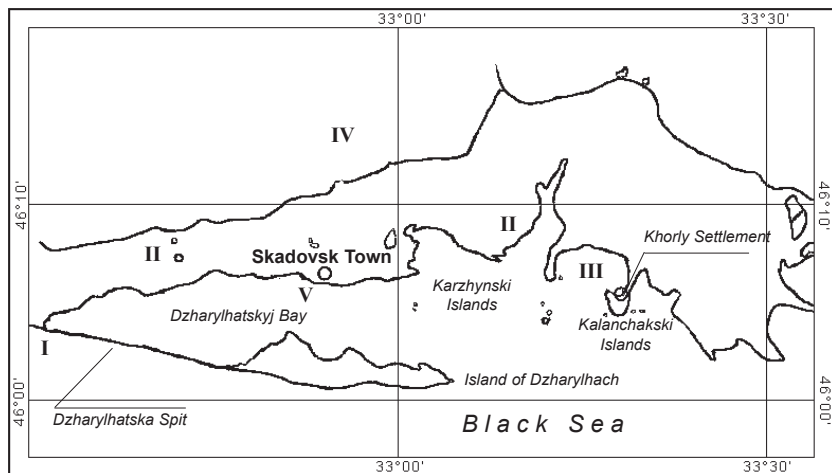 33°00'
33°30'
IV
46°10'
46°10'
II
II
Skadovsk Town
Khorly Settlement
III
V
Karzhynski
Islands
Dzharylhatskyj Bay
Kalanchakski
Islands
I
Island of Dzharylhach
46°00'
46°00'
Dzharylhatska Spit
Black Sea
33°00'
33°30'